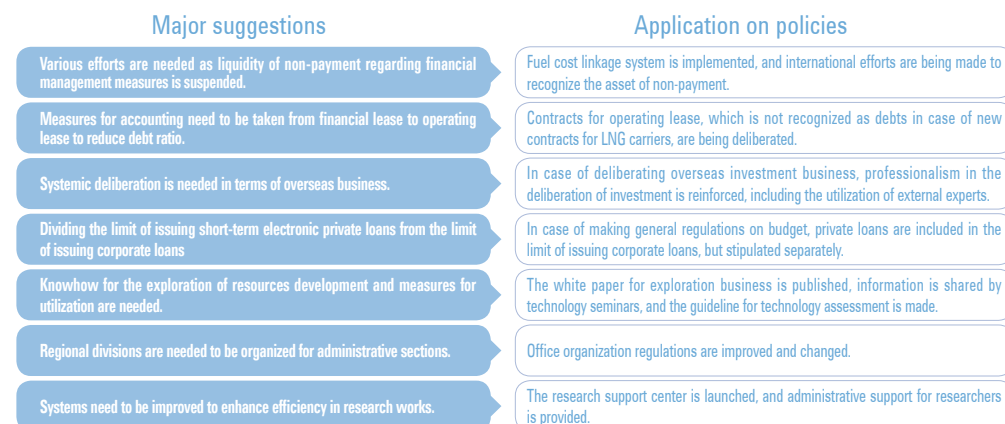 Major suggestions
Application on policies
Various efforts are needed as liquidity of non-payment regarding financial
management measures is suspended.
Fuel cost linkage system is implemented, and international efforts are being made to
recognize the asset of non-payment.
Measures for accounting need to be taken from financial lease to operating
lease to reduce debt ratio.
Contracts for operating lease, which is not recognized as debts in case of new
contracts for LNG carriers, are being deliberated.
Systemic deliberation is needed in terms of overseas business.
In case of deliberating overseas investment business, professionalism in the
deliberation of investment is reinforced, including the utilization of external experts.
Dividing the limit of issuing short-term electronic private loans from the limit
of issuing corporate loans
In case of making general regulations on budget, private loans are included in the
limit of issuing corporate loans, but stipulated separately.
Knowhow for the exploration of resources development and measures for
utilization are needed.
The white paper for exploration business is published, information is shared by
technology seminars, and the guideline for technology assessment is made.
Regional divisions are needed to be organized for administrative sections.
Office organization regulations are improved and changed.
Systems need to be improved to enhance efficiency in research works.
The research support center is launched, and administrative support for researchers
is provided.